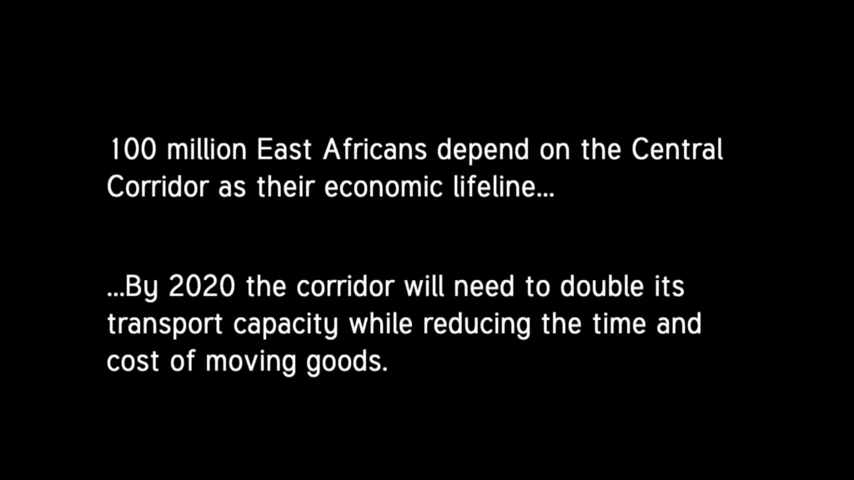 100 million East Africans depend on the Central
Corridor as their economic lifeline...
...By 2020 the corridor will need to double its
transport capacity while reducing the time and
cost of moving goods.